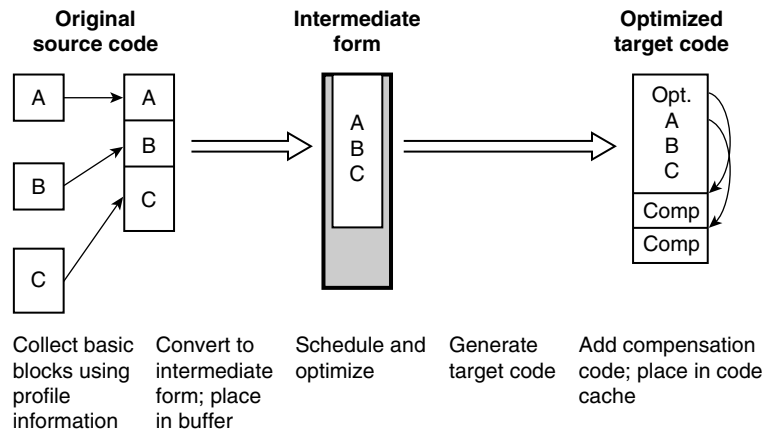 Original
source code
Intermediate
form
Optimized
target code
A
B
C
A
B
C
A
B
C
Opt.
A
B
C
Comp
Comp
Collect basic
blocks using
profile
information
Convert to
intermediate
form; place
in buffer
Schedule and
optimize
Generate
target code
Add compensation
code; place in code
cache